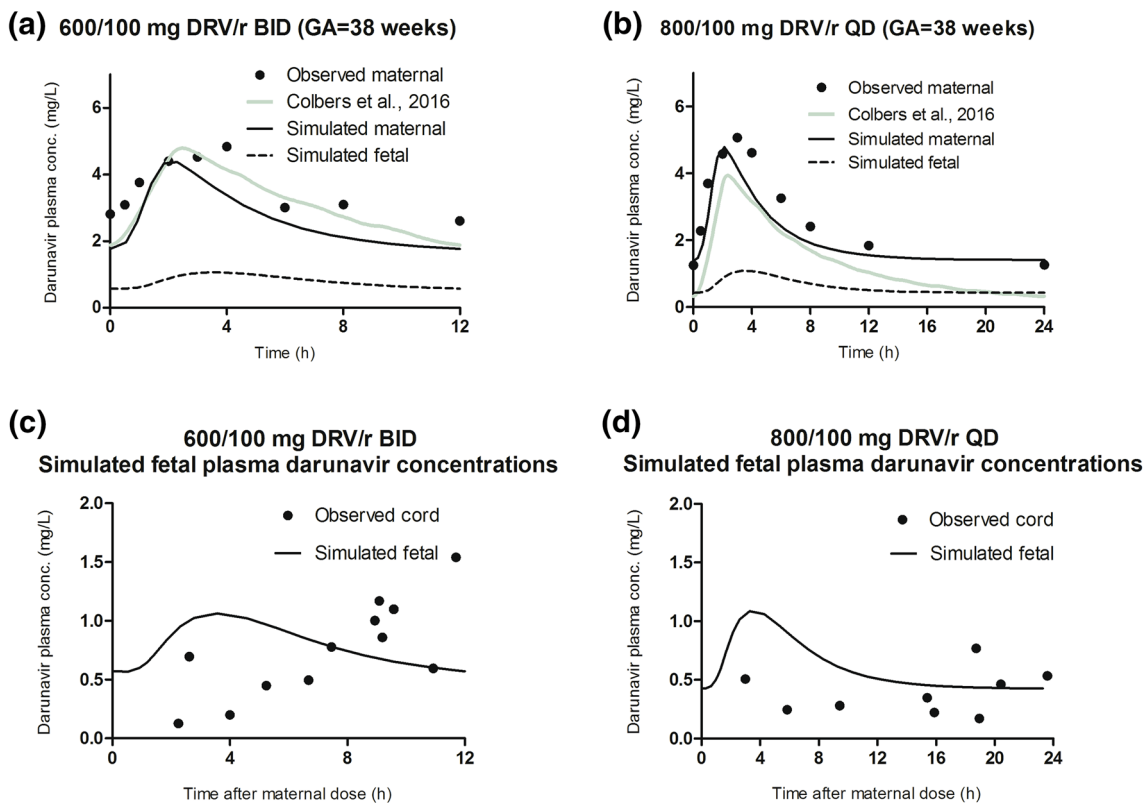 (a) 600/100 mg DRV/r BID (GA=38 weeks)
Darunavir plasma conc. (mg/L)
6
4
2
0
Observed maternal
Colbers et al., 2016
Simulated maternal
Simulated fetal
0 4 8 12
Time (h)
(b) 800/100 mg DRV/r QD (GA=38 weeks)
Darunavir plasma conc. (mg/L)
6
4
2
0
Observed maternal
Colbers et al., 2016
Simulated maternal
Simulated fetal
0 4 8 12 16 20 24
Time (h)
(c) 600/100 mg DRV/r BID
Simulated fetal plasma darunavir concentrations
Darunavir plasma conc. (mg/L)
2.0
1.5
1.0
0.5
0.0
Observed cord
Simulated fetal
0 4 8 12
Time after maternal dose (h)
(d) 800/100 mg DRV/r QD
Simulated fetal plasma darunavir concentrations
Darunavir plasma conc. (mg/L)
2.0
1.5
1.0
0.5
0.0
Observed cord
Simulated fetal
0 4 8 12 16 20 24
Time after maternal dose (h)